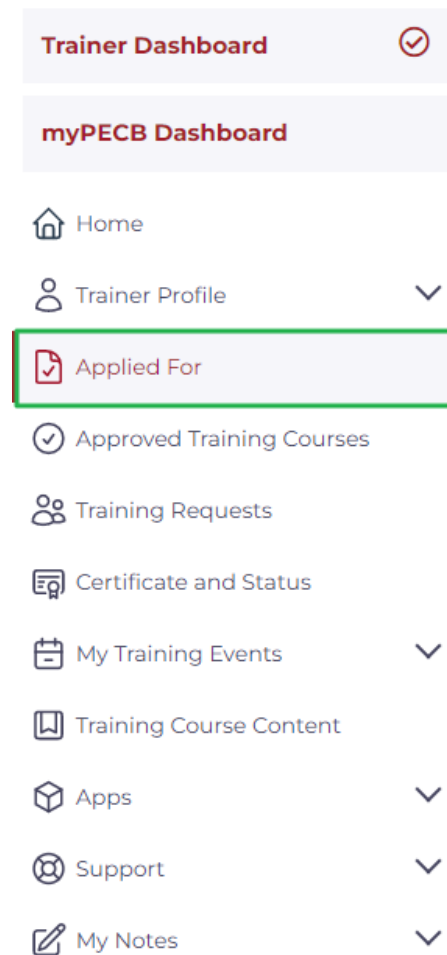 Trainer Dashboard
myPECB Dashboard
Home
Trainer Profile
Applied For
Approved Training Courses
Training Requests
Certificate and Status
My Training Events
Training Course Content
Apps
Support
My Notes